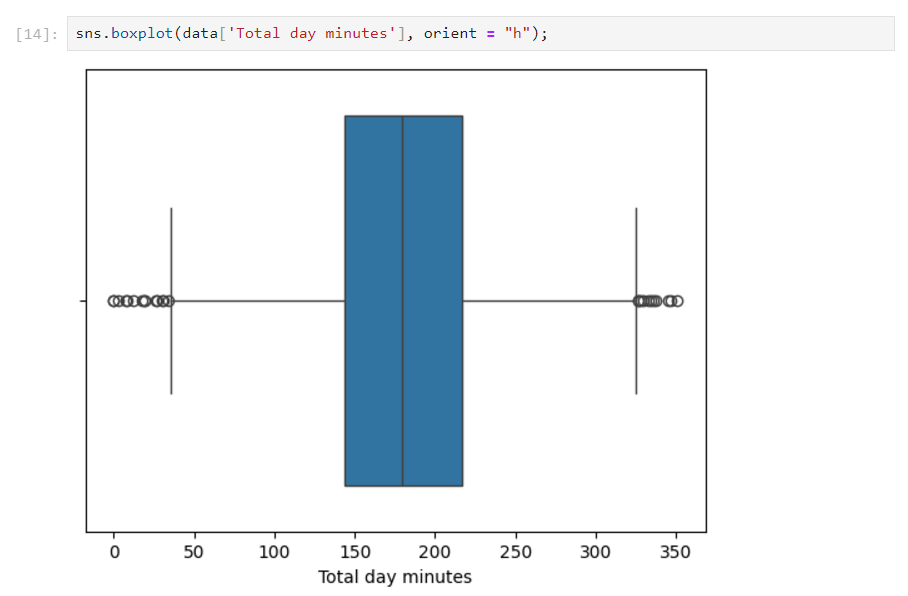 [14]: sns.boxplot(data['Total day minutes'], orient = "h");
0 50 100 150 200 250 300 350
Total day minutes